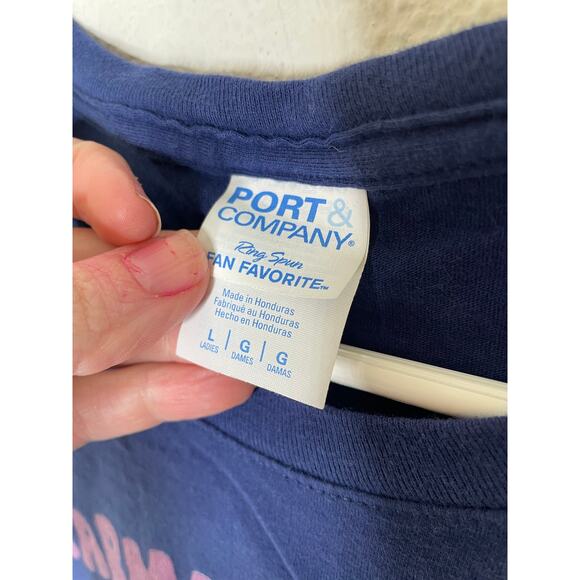 PORT &
COMPANY®
Ring Spun
FAN FAVORITE™
Made in Honduras
Fabriqué au Honduras
Hecho en Honduras
L | G | G
LADIES DAMES DAMAS